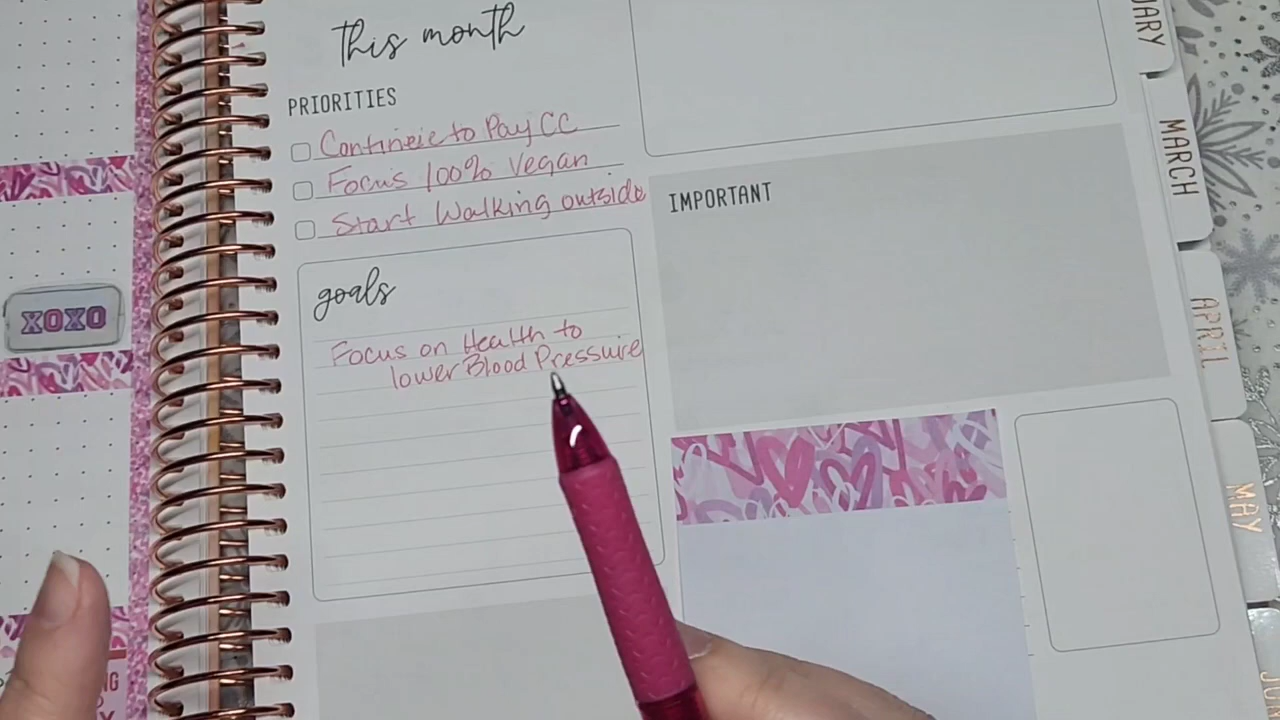 this month
PRIORITIES
Continue to Pay CC
Focus 100% Vegan
Start Walking outside
goals
Focus on Health to
lower Blood Pressure
IMPORTANT
XOXO
UARY
MARCH
APRIL
MAY